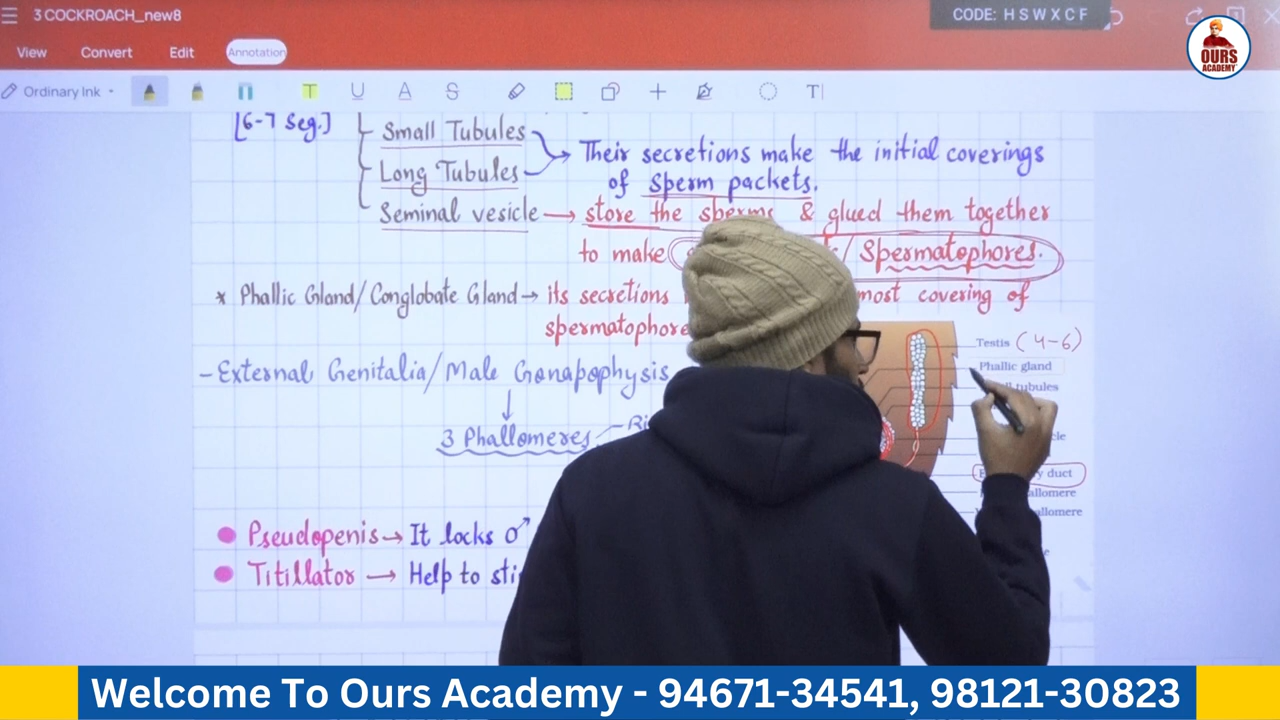 3 COCKROACH_new8
CODE: H S W X C F
OURS
ACADEMY
View Convert Edit Annotation
Ordinary Ink
[6-7 Seg.]
Small Tubules
Long Tubules
Their secretions make the initial coverings
of Sperm packets.
Seminal vesicle → store the sperms & glued them together
to make / Spermatophores.
* Phallic Gland/Conglobate Gland → its secretions most covering of
spermatophore
Testis (4-6)
Phallic gland
tubules
duct
- External Genitalia/Male Gonapophysis
3 Phallomeres
Pseudopenis → It locks ♂
Titillator → Help to
Welcome To Ours Academy - 94671-34541, 98121-30823